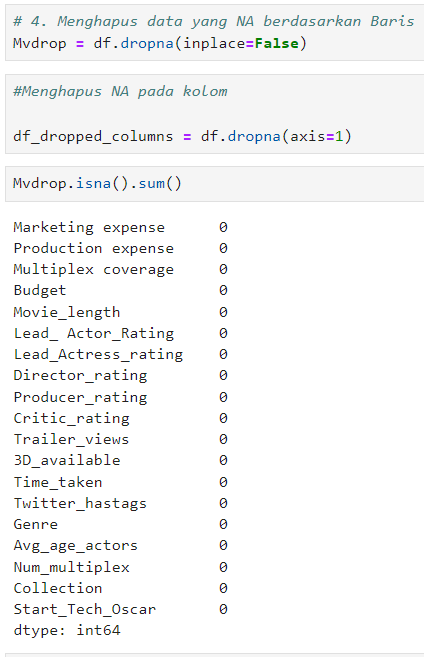 # 4. Menghapus data yang NA berdasarkan Baris
Mvdrop = df.dropna(inplace=False)
#Menghapus NA pada kolom
df_dropped_columns = df.dropna(axis=1)
Mvdrop.isna().sum()
Marketing expense 0
Production expense 0
Multiplex coverage 0
Budget 0
Movie_length 0
Lead_ Actor_Rating 0
Lead_Actress_rating 0
Director_rating 0
Producer_rating 0
Critic_rating 0
Trailer_views 0
3D_available 0
Time_taken 0
Twitter_hastags 0
Genre 0
Avg_age_actors 0
Num_multiplex 0
Collection 0
Start_Tech_Oscar 0
dtype: int64